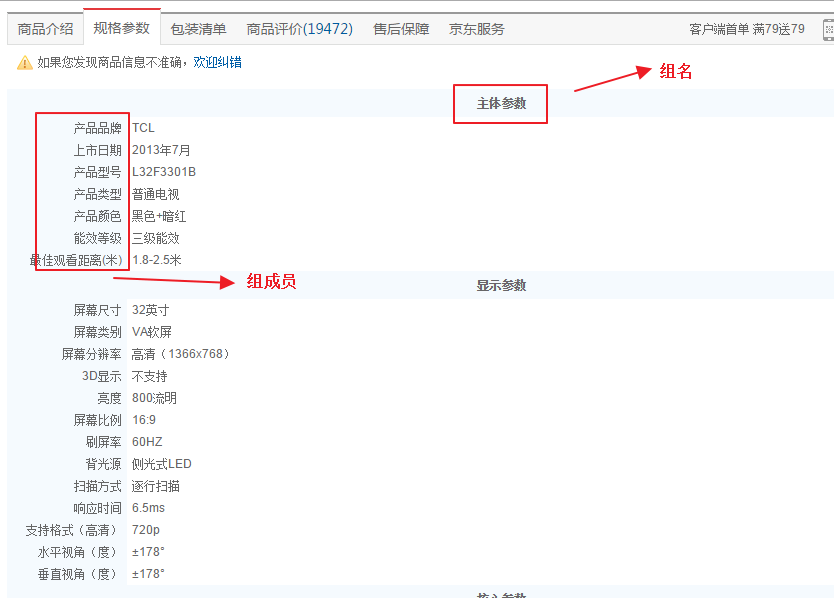 商品介绍 规格参数 包装清单 商品评价(19472) 售后保障 京东服务 客户端首单 满79送79
如果您发现商品信息不准确，欢迎纠错
组名
主体参数
产品品牌 TCL
上市日期 2013年7月
产品型号 L32F3301B
产品类型 普通电视
产品颜色 黑色+暗红
能效等级 三级能效
最佳观看距离(米) 1.8-2.5米
组成员
显示参数
屏幕尺寸 32英寸
屏幕类别 VA软屏
屏幕分辨率 高清（1366x768）
3D显示 不支持
亮度 800流明
屏幕比例 16:9
刷屏率 60HZ
背光源 侧光式LED
扫描方式 逐行扫描
响应时间 6.5ms
支持格式（高清） 720p
水平视角（度） ±178°
垂直视角（度） ±178°